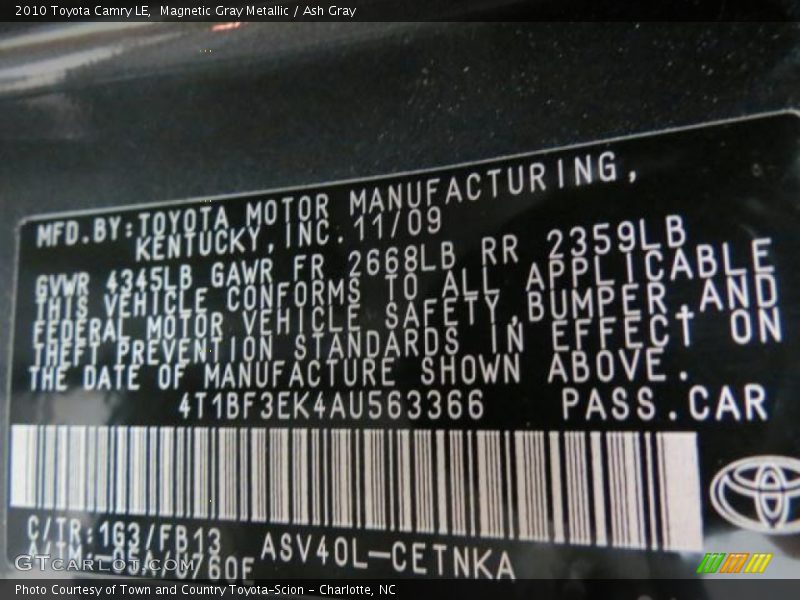 2010 Toyota Camry LE,  Magnetic Gray Metallic / Ash Gray
MFD.BY:TOYOTA MOTOR MANUFACTURING,
KENTUCKY,INC. 11/09
GVWR 4345LB GAWR FR 2668LB RR 2359LB
THIS VEHICLE CONFORMS TO ALL APPLICABLE
FEDERAL MOTOR VEHICLE SAFETY,BUMPER,AND
THEFT PREVENTION STANDARDS IN EFFECT ON
THE DATE OF MANUFACTURE SHOWN ABOVE.
4T1BF3EK4AU563366 PASS.CAR
C/TR:1G3/FB13 ASV40L-CETNKA
GTCARLOT.COM
Photo Courtesy of Town and Country Toyota-Scion - Charlotte, NC